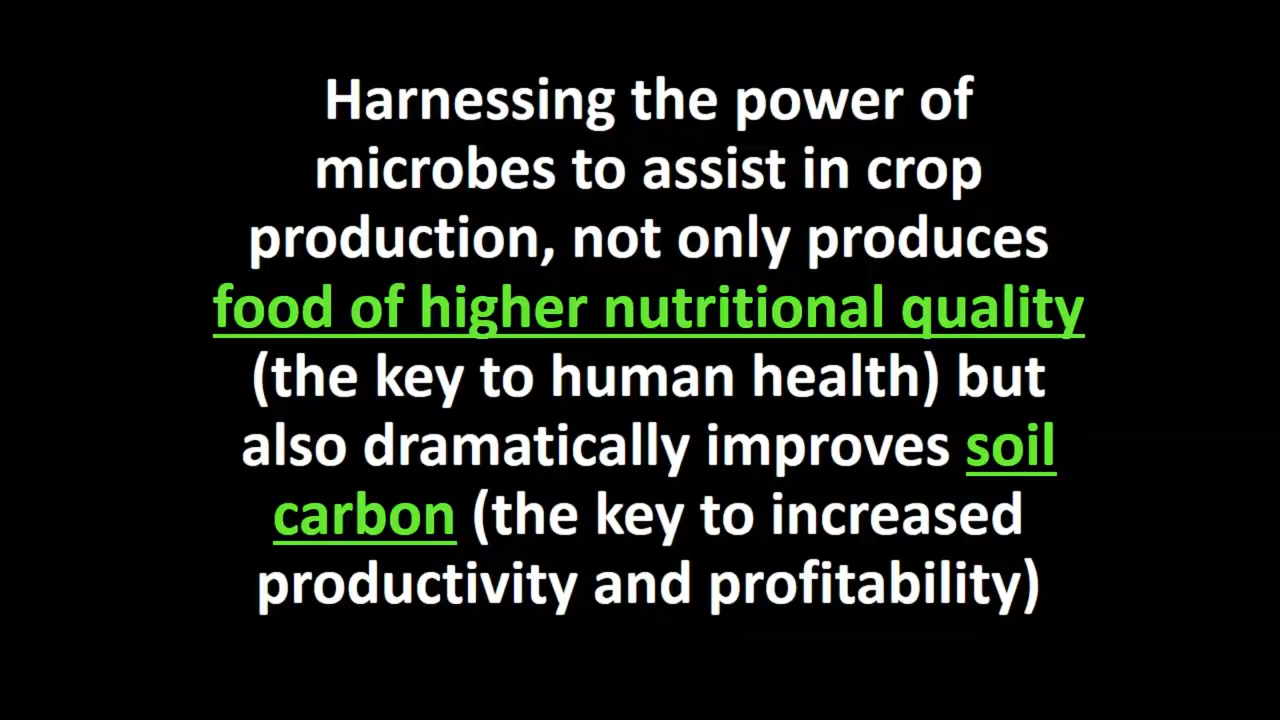 Harnessing the power of
microbes to assist in crop
production, not only produces
food of higher nutritional quality
(the key to human health) but
also dramatically improves soil
carbon (the key to increased
productivity and profitability)